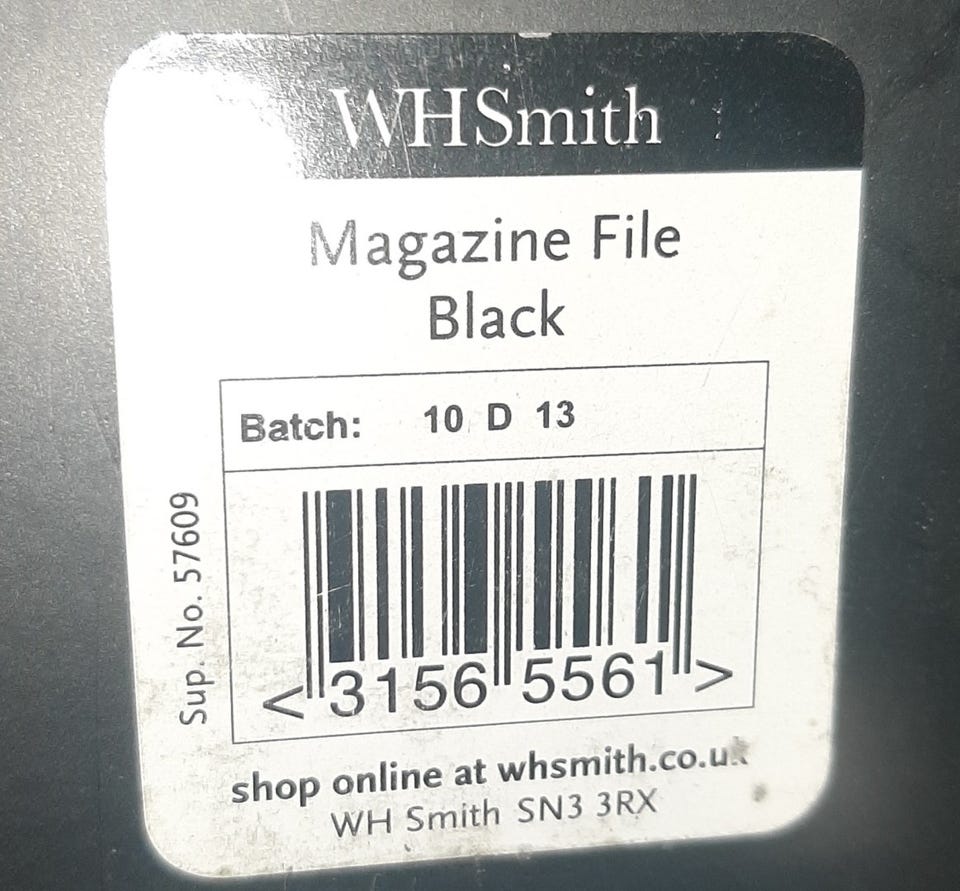 WHSmith
Magazine File
Black
Batch: 10 D 13
Sup. No. 57609
<3156 5561>
shop online at whsmith.co.uk
WH Smith SN3 3RX